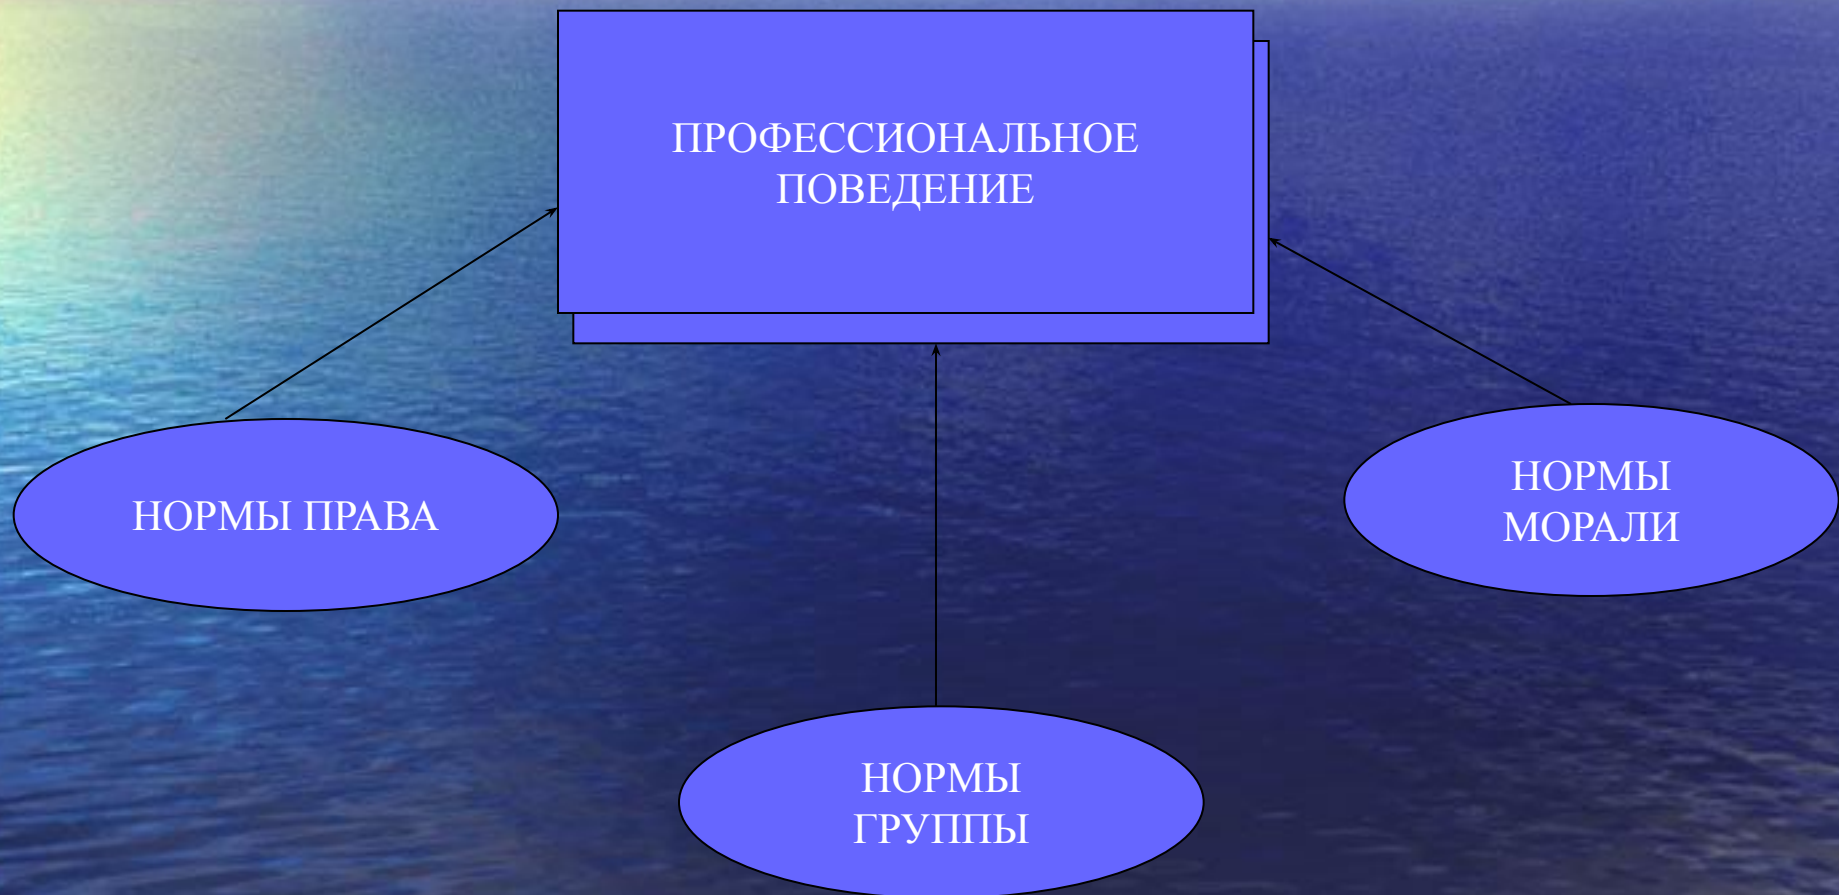 ПРОФЕССИОНАЛЬНОЕ
ПОВЕДЕНИЕ
НОРМЫ ПРАВА
НОРМЫ
МОРАЛИ
НОРМЫ
ГРУППЫ